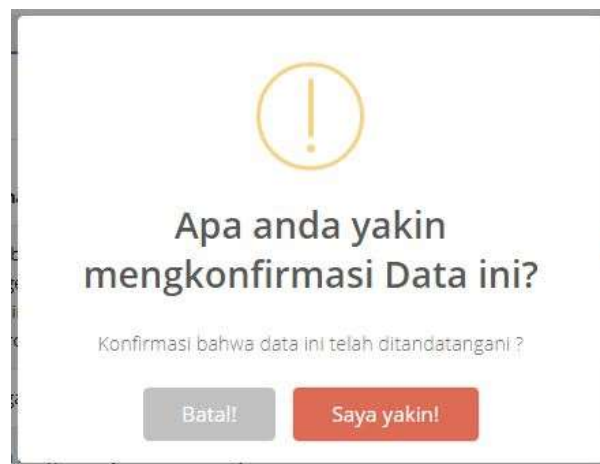 Apa anda yakin
mengkonfirmasi Data ini?
Konfirmasi bahwa data ini telah ditandatangani ?
Batal!
Saya yakin!